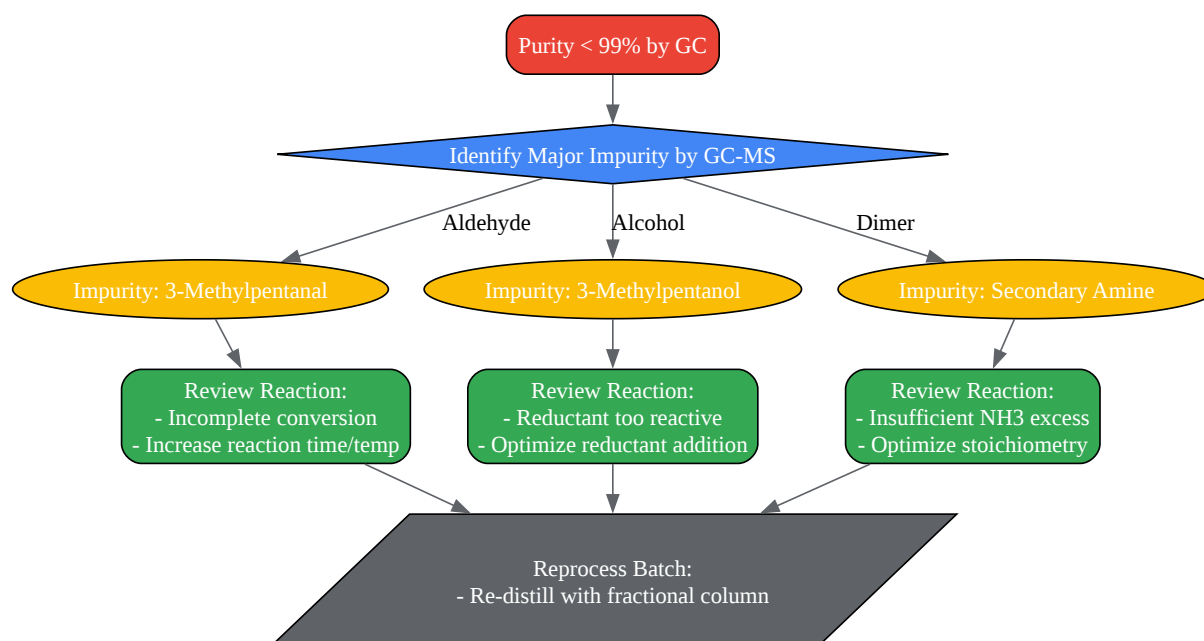 Purity < 99% by GC
Identify Major Impurity by GC-MS
Aldehyde
Alcohol
Dimer
Impurity: 3-Methylpentanal
Impurity: 3-Methylpentanol
Impurity: Secondary Amine
Review Reaction:
- Incomplete conversion
- Increase reaction time/temp
Review Reaction:
- Reductant too reactive
- Optimize reductant addition
Review Reaction:
- Insufficient NH3 excess
- Optimize stoichiometry
Reprocess Batch:
- Re-distill with fractional column